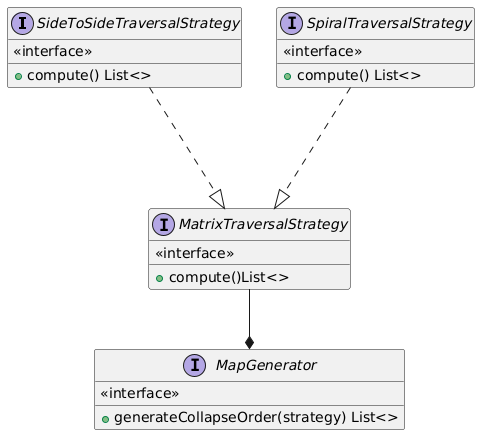 I SideToSideTraversalStrategy
«interface»
compute() List<>
I SpiralTraversalStrategy
«interface»
compute() List<>
I MatrixTraversalStrategy
«interface»
compute()List<>
I MapGenerator
«interface»
generateCollapseOrder(strategy) List<>